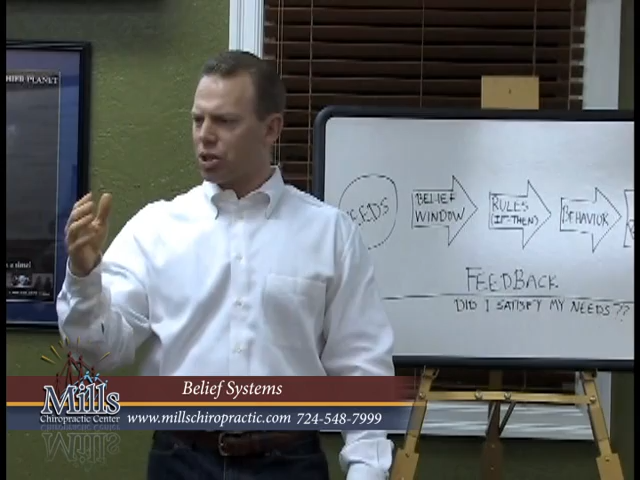 HIER PLANET
NEEDS
BELIEF
WINDOW
RULES
(IF-THEN)
BEHAVIOR
FEEDBACK
DID I SATISFY MY NEEDS??
Belief Systems
Mills
Chiropractic Center
www.millschiropractic.com 724-548-7999